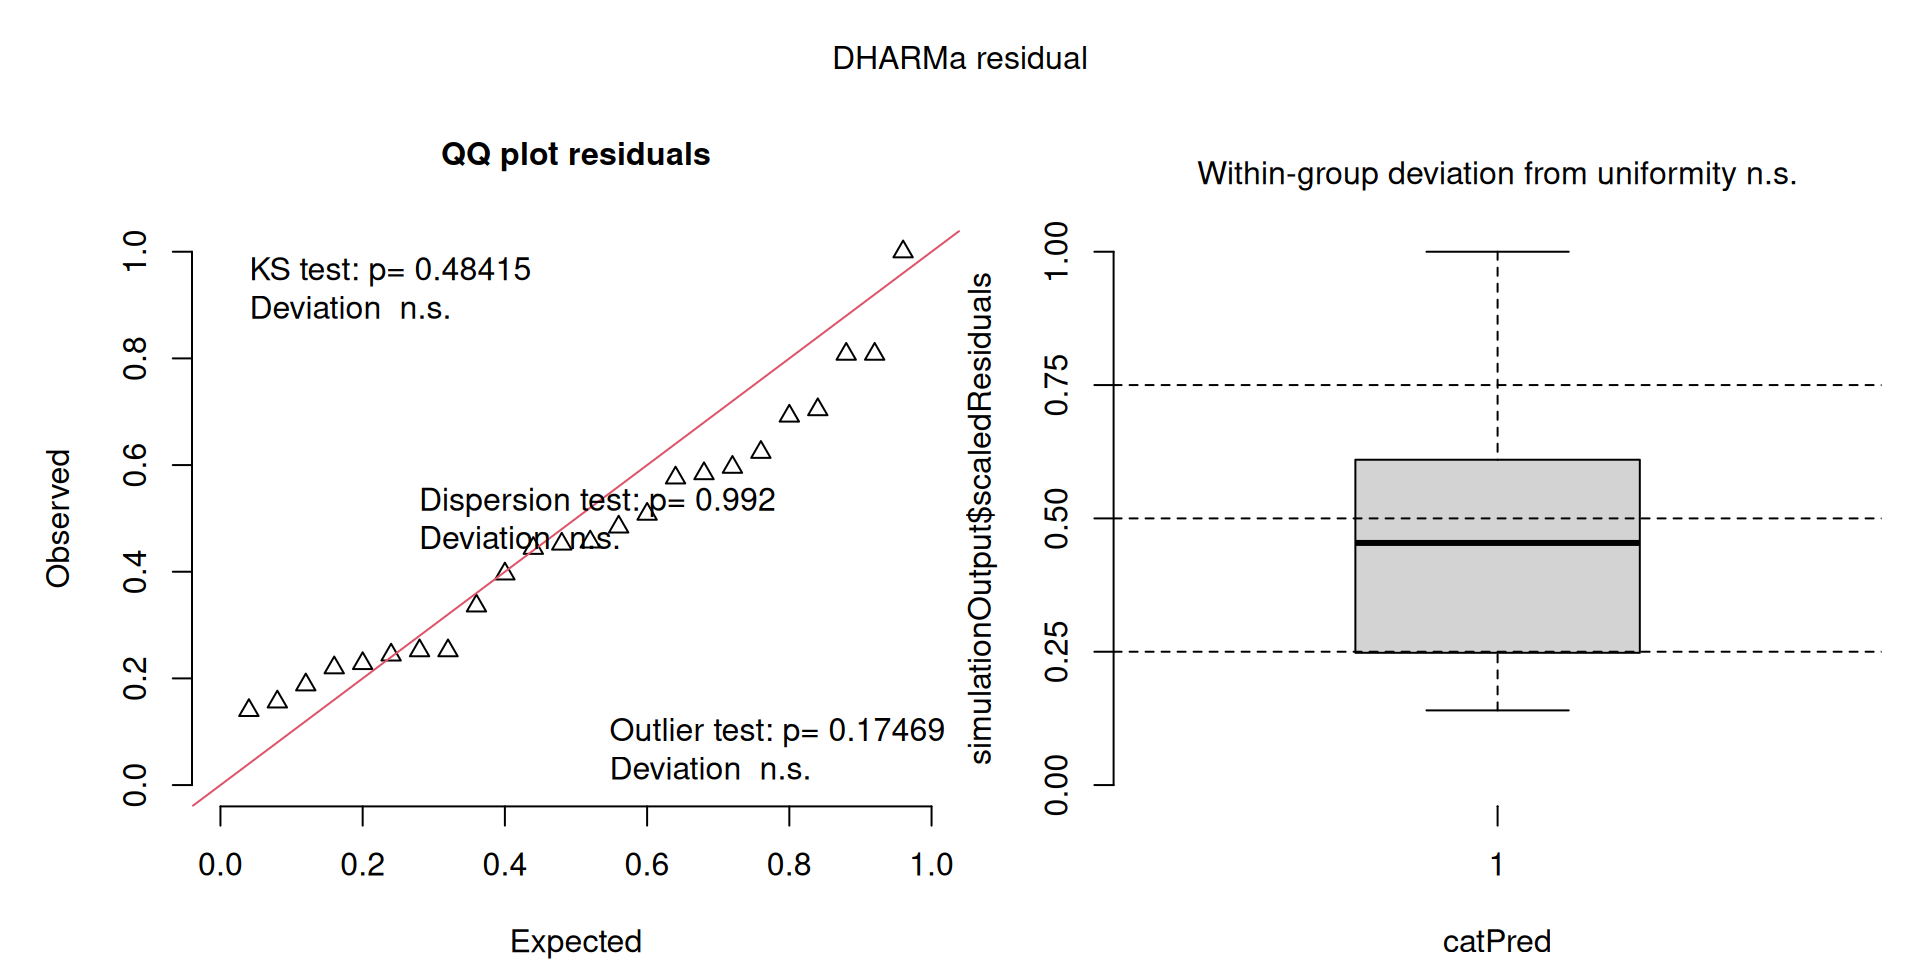 DHARMa residual
QQ plot residuals
KS test: p= 0.48415
Deviation  n.s.
Dispersion test: p= 0.992
Deviation  n.s.
Outlier test: p= 0.17469
Deviation  n.s.
Observed
0.0
0.2
0.4
0.6
0.8
1.0
0.0 0.2 0.4 0.6 0.8 1.0
Expected
Within-group deviation from uniformity n.s.
simulationOutput$scaledResiduals
0.00
0.25
0.50
0.75
1.00
1
catPred